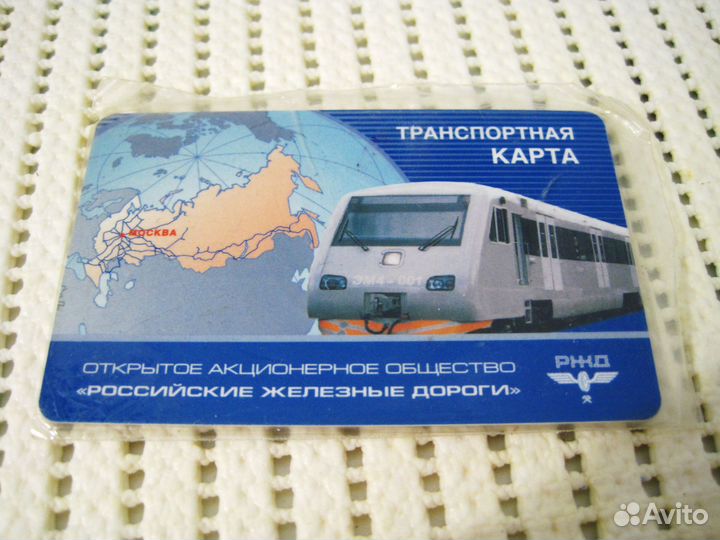 ТРАНСПОРТНАЯ
КАРТА
МОСКВА
ЭМ4 - 001
ОТКРЫТОЕ АКЦИОНЕРНОЕ ОБЩЕСТВО
«РОССИЙСКИЕ ЖЕЛЕЗНЫЕ ДОРОГИ»
РЖД
Avito